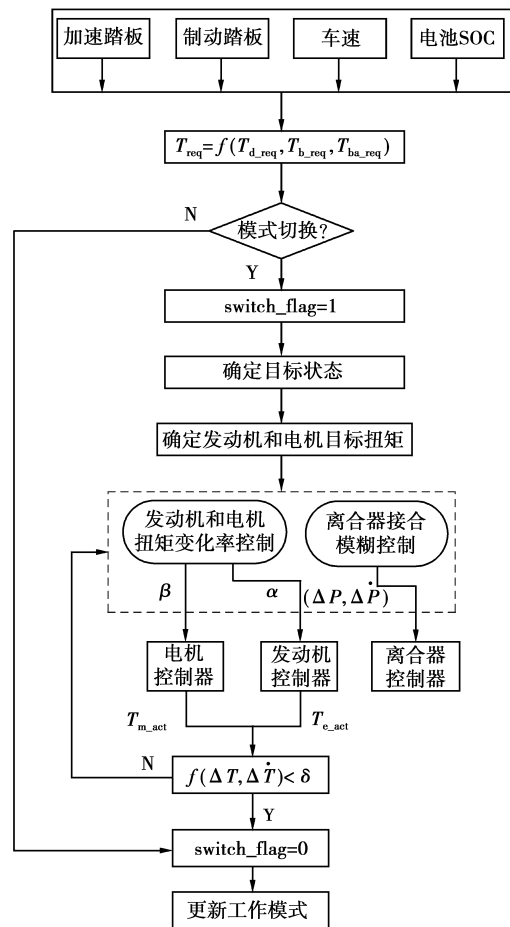 加速踏板
制动踏板
车速
电池SOC
T_req=f(T_d_req,T_b_req,T_ba_req)
N
模式切换?
Y
switch_flag=1
确定目标状态
确定发动机和电机目标扭矩
发动机和电机
扭矩变化率控制
离合器接合
模糊控制
β
α
(ΔP,ΔṖ)
电机
控制器
发动机
控制器
离合器
控制器
T_m_act
T_e_act
N
f(ΔT,ΔṪ)<δ
Y
switch_flag=0
更新工作模式